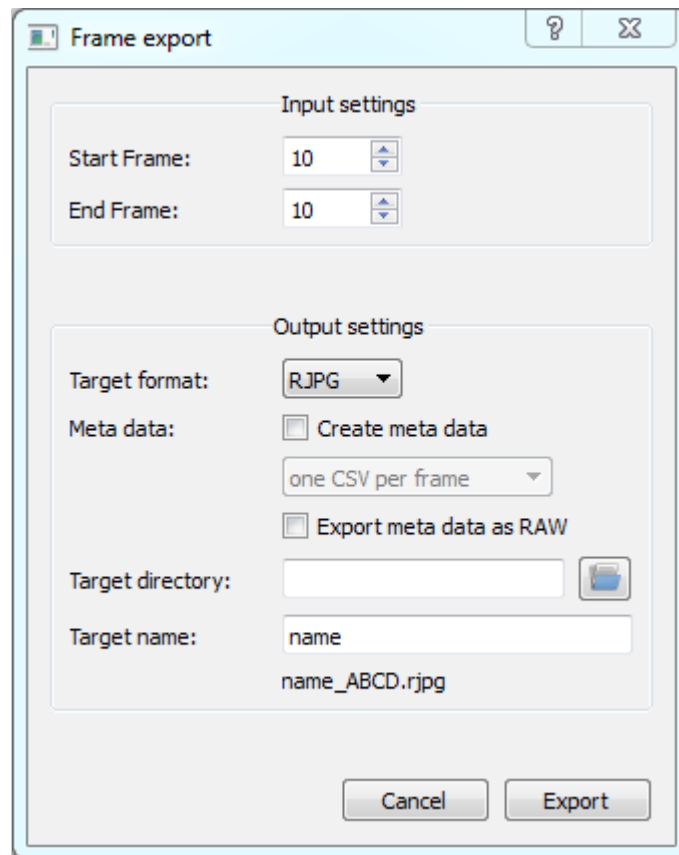 Frame export
Input settings
Start Frame: 10
End Frame: 10
Output settings
Target format: RJPG
Meta data: Create meta data
one CSV per frame
Export meta data as RAW
Target directory:
Target name: name
name_ABCD.rjpg
Cancel Export